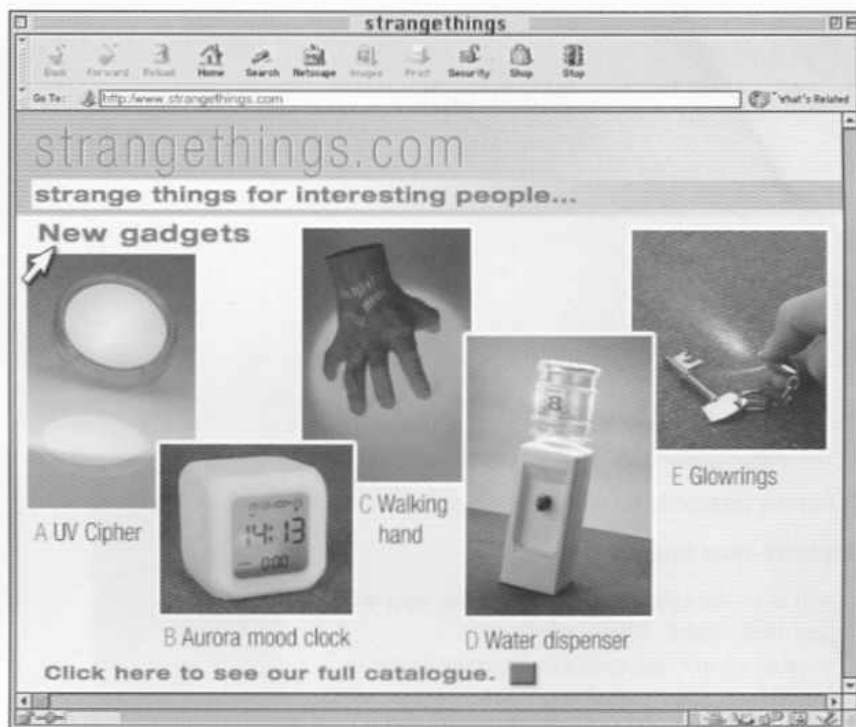 strangethings
Back Forward Reload Home Search Netscape Images Print Security Shop Stop
Go To: http://www.strangethings.com What's Related
strangethings.com
strange things for interesting people...
New gadgets
A UV Cipher
B Aurora mood clock
14:13
0:00
C Walking
hand
a
D Water dispenser
E Glowrings
Click here to see our full catalogue.